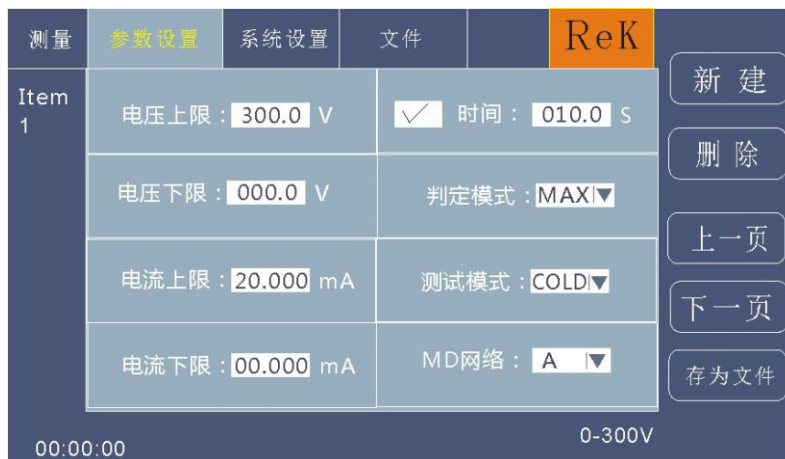 测量 参数设置 系统设置 文件 ReK
Item
1
电压上限：300.0 V
✓ 时间： 010.0 S
电压下限：000.0 V
判定模式：MAX
电流上限：20.000 mA
测试模式：COLD
电流下限：00.000 mA
MD网络： A
新 建
删 除
上一页
下一页
存为文件
00:00:00
0-300V